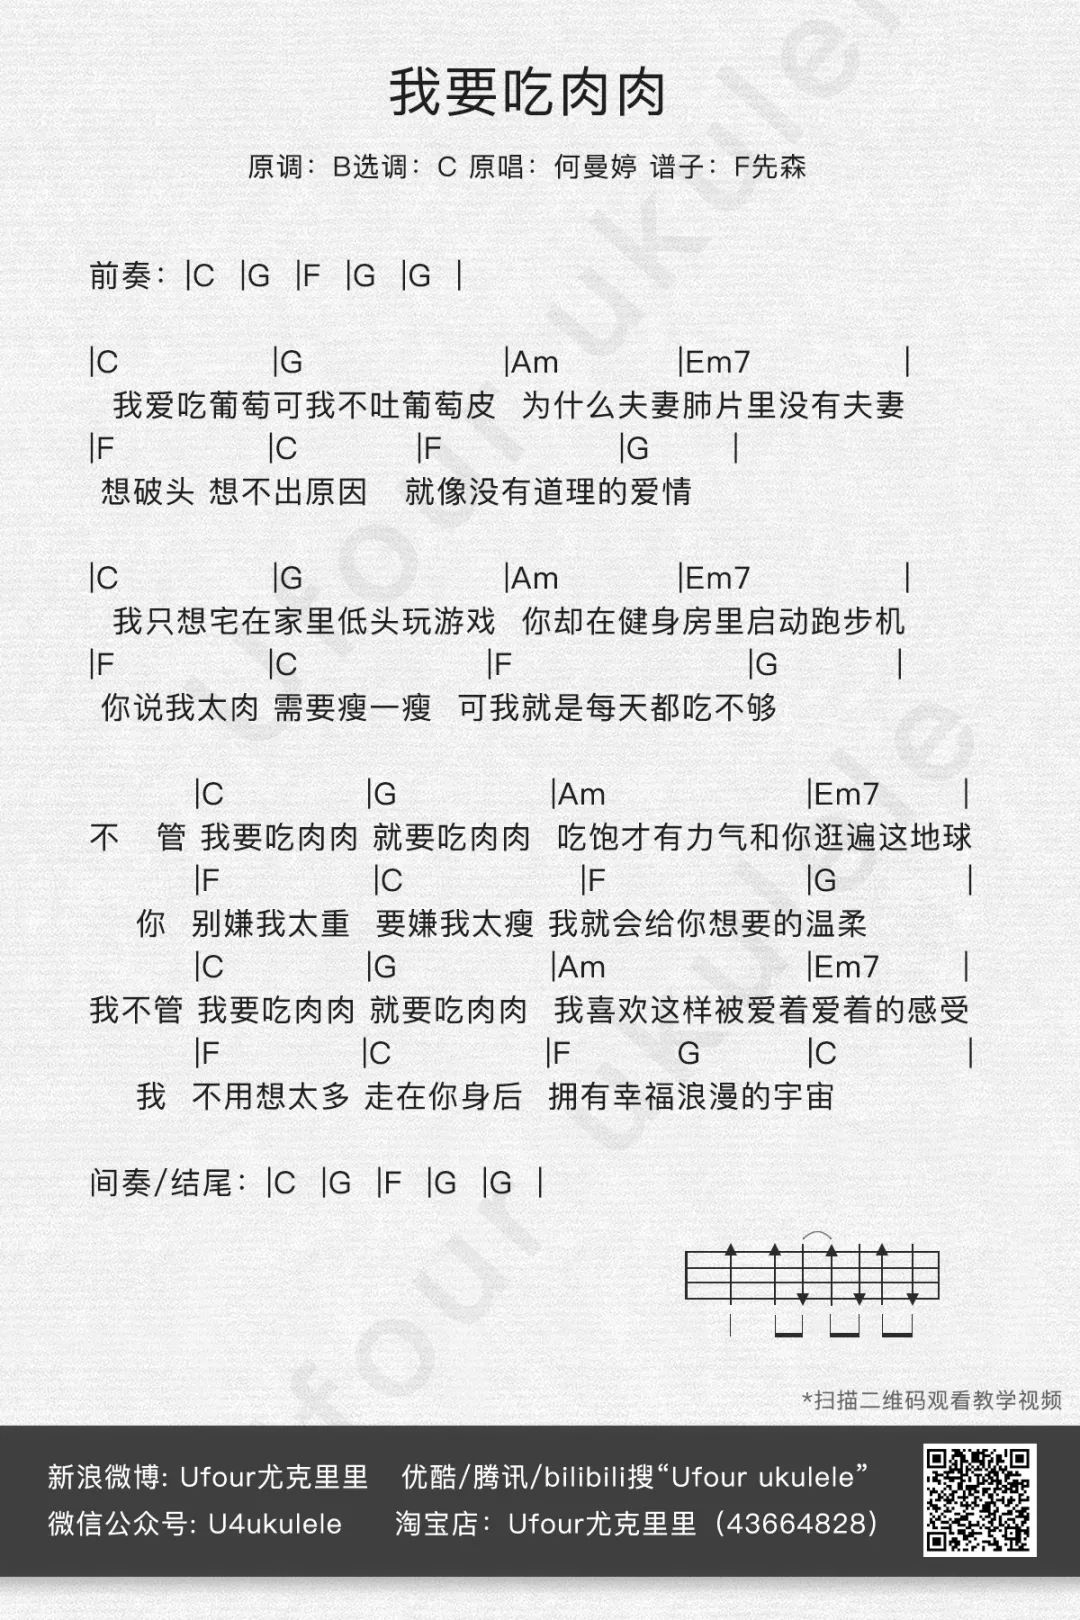 我要吃肉肉
原调：B选调：C 原唱：何曼婷 谱子：F先森
前奏：|C |G |F |G |G |
|C |G |Am |Em7 |
我爱吃葡萄可我不吐葡萄皮 为什么夫妻肺片里没有夫妻
|F |C |F |G |
想破头 想不出原因 就像没有道理的爱情
|C |G |Am |Em7 |
我只想宅在家里低头玩游戏 你却在健身房里启动跑步机
|F |C |F |G |
你说我太肉 需要瘦一瘦 可我就是每天都吃不够
|C |G |Am |Em7 |
不 管 我要吃肉肉 就要吃肉肉 吃饱才有力气和你逛遍这地球
|F |C |F |G |
你 别嫌我太重 要嫌我太瘦 我就会给你想要的温柔
|C |G |Am |Em7 |
我不管 我要吃肉肉 就要吃肉肉 我喜欢这样被爱着爱着的感受
|F |C |F G |C |
我 不用想太多 走在你身后 拥有幸福浪漫的宇宙
间奏/结尾：|C |G |F |G |G |
*扫描二维码观看教学视频
新浪微博: Ufour尤克里里 优酷/腾讯/bilibili搜“Ufour ukulele”
微信公众号: U4ukulele 淘宝店：Ufour尤克里里（43664828）
Ufour ukulele
Ufour ukulele